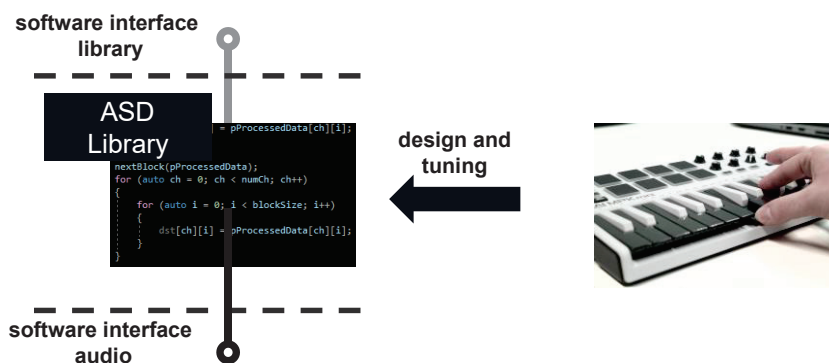 software interface
library
ASD
Library
] = pProcessedData[ch][i];
nextBlock(pProcessedData);
for (auto ch = 0; ch < numCh; ch++)
{
for (auto i = 0; i < blockSize; i++)
{
dst[ch][i] = pProcessedData[ch][i];
}
}
design and
tuning
software interface
audio